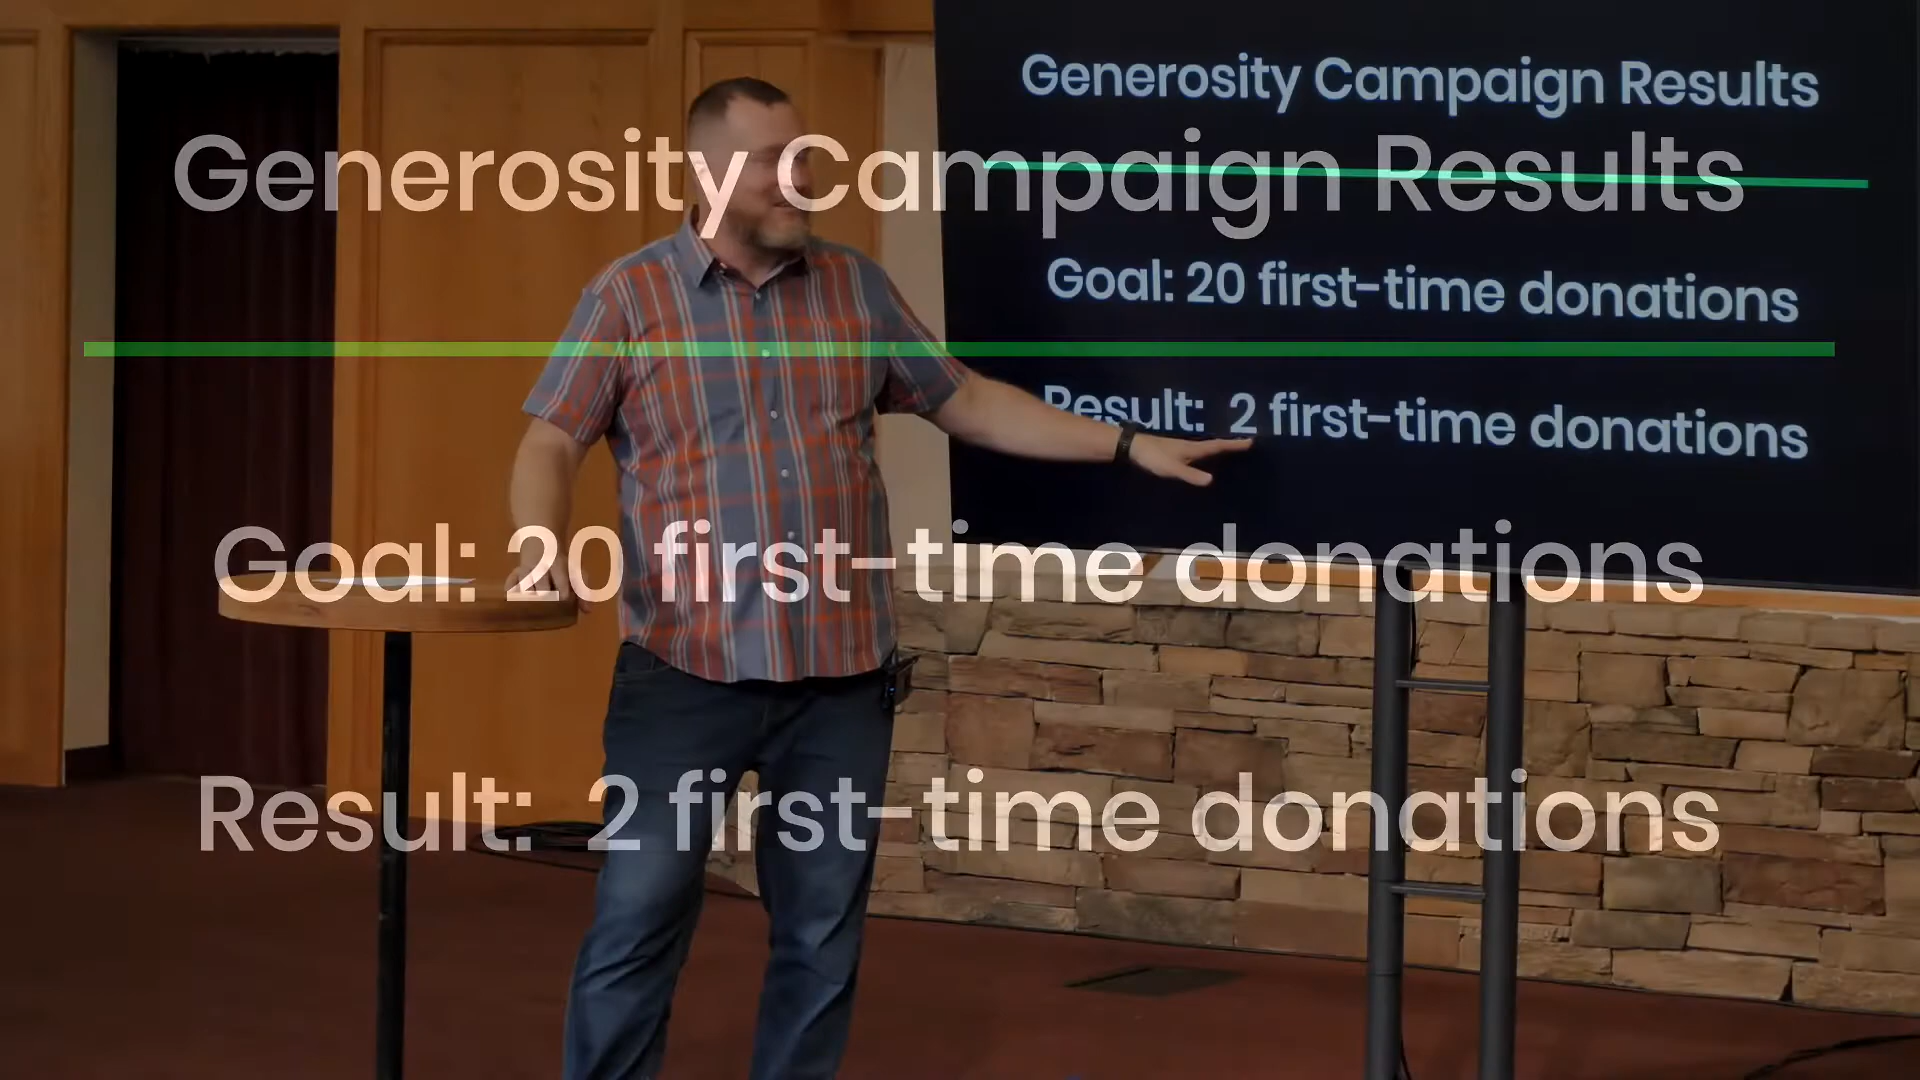 Generosity Campaign Results
Goal: 20 first-time donations
Result: 2 first-time donations
Generosity Campaign Results
Goal: 20 first-time donations
Result: 2 first-time donations